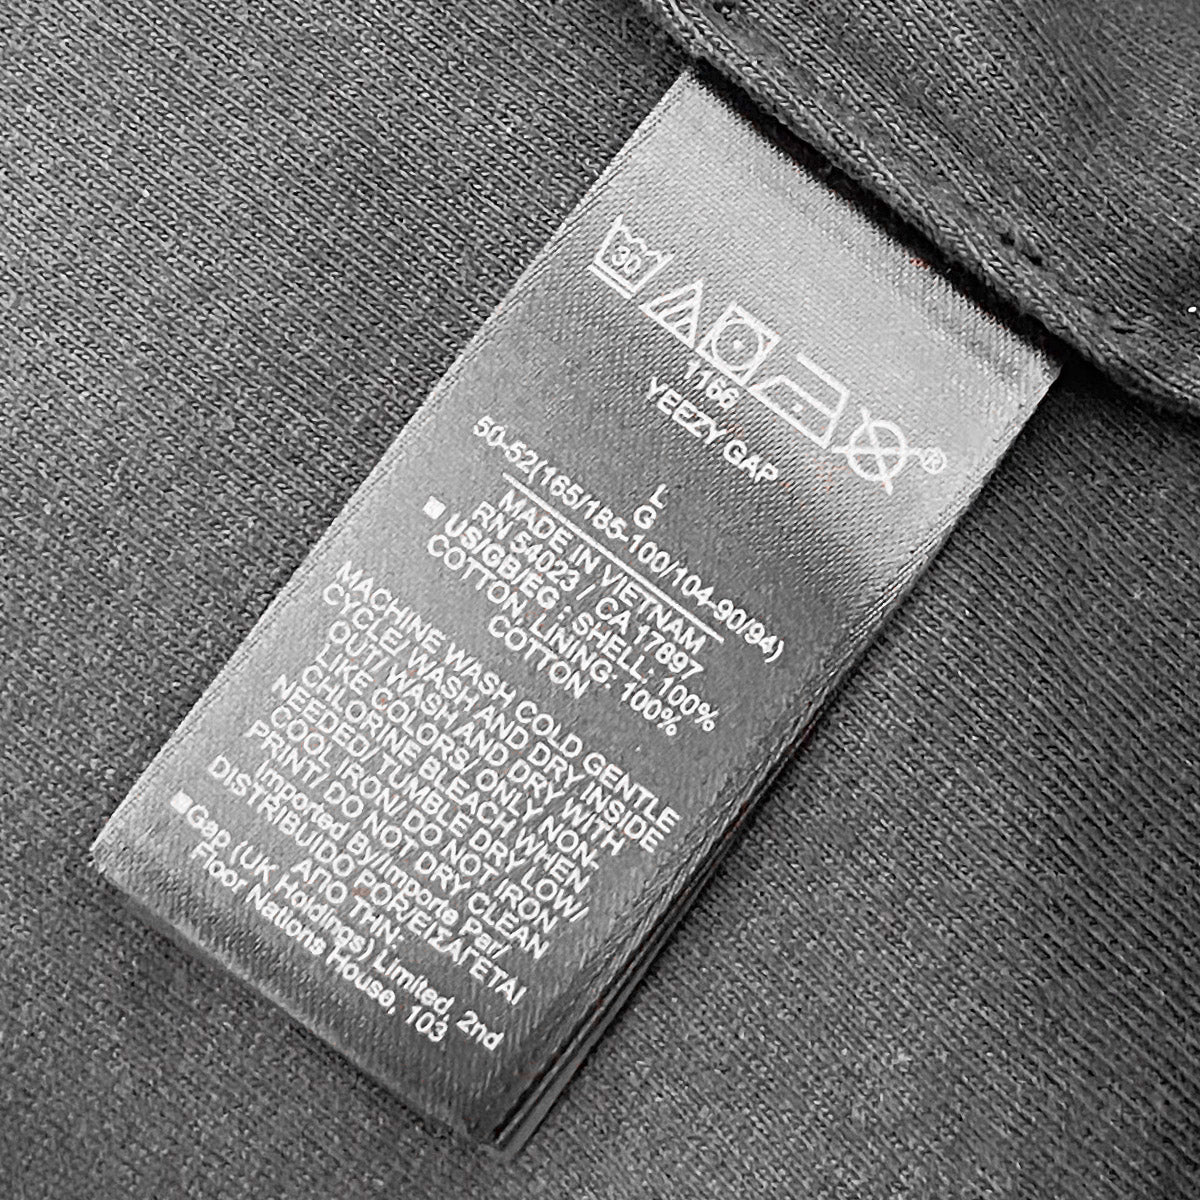 30
®
1166
YEEZY GAP
L
G
50-52(165/185-100/104-90/94)
MADE IN VIETNAM
RN 54023 / CA 17897
■ US/GB/EG : SHELL: 100%
COTTON, LINING: 100%
COTTON
MACHINE WASH COLD GENTLE
CYCLE/ WASH AND DRY INSIDE
OUT/ WASH AND DRY WITH
LIKE COLORS/ ONLY NON-
CHLORINE BLEACH WHEN
NEEDED/ TUMBLE DRY LOW/
COOL IRON/ DO NOT IRON
PRINT/ DO NOT DRY CLEAN
Imported By/Importe Par/
DISTRIBUIDO POR/ΕΙΣΑΓΕΤΑΙ
ΑΠΟ ΤΗΝ:
■Gap (UK Holdings) Limited, 2nd
Floor Nations House, 103